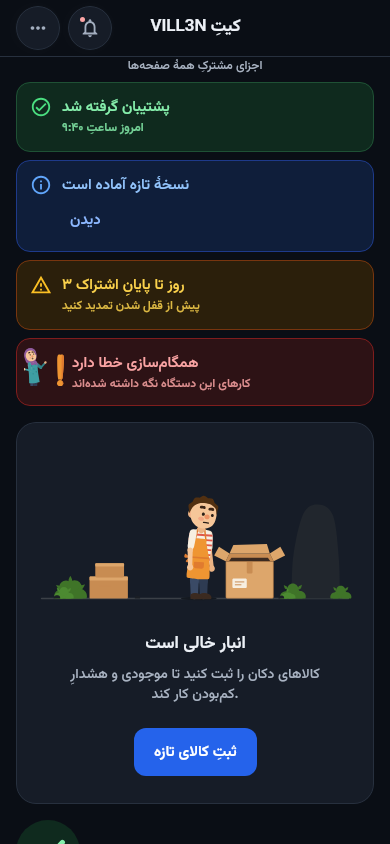 کیتِ VILL3N
اجزای مشترکِ همهٔ صفحه‌ها
پشتیبان گرفته شد
امروز ساعتِ ۹:۴۰
نسخهٔ تازه آماده است
دیدن
۳ روز تا پایانِ اشتراک
پیش از قفل شدن تمدید کنید
همگام‌سازی خطا دارد
کارهای این دستگاه نگه داشته شده‌اند
انبار خالی است
کالاهای دکان را ثبت کنید تا موجودی و هشدارِ
کم‌بودن کار کند.
ثبتِ کالای تازه